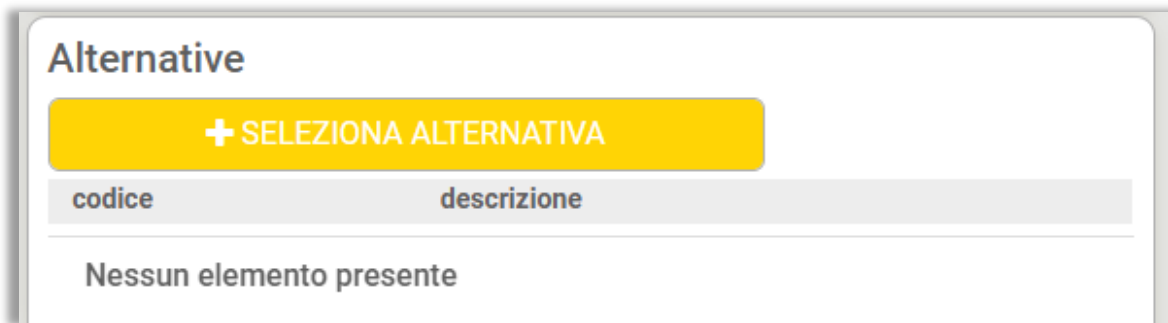 Alternative
+ SELEZIONA ALTERNATIVA
codice descrizione
Nessun elemento presente